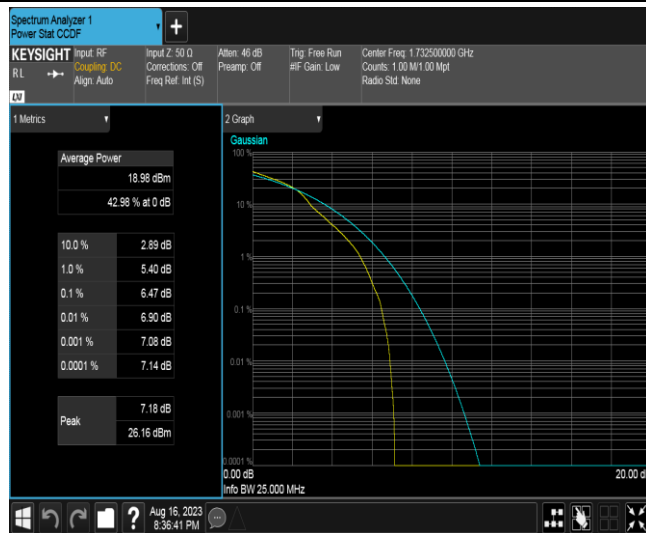 Spectrum Analyzer 1
Power Stat CCDF
KEYSIGHT
RL
LXI
Input: RF
Coupling: DC
Align: Auto
Input Z: 50 Ω
Corrections: Off
Freq Ref: Int (S)
Atten: 46 dB
Preamp: Off
Trig: Free Run
#IF Gain: Low
Center Freq: 1.732500000 GHz
Counts: 1.00 M/1.00 Mpt
Radio Std: None
1 Metrics
Average Power
18.98 dBm
42.98 % at 0 dB
10.0 % 2.89 dB
1.0 % 5.40 dB
0.1 % 6.47 dB
0.01 % 6.90 dB
0.001 % 7.08 dB
0.0001 % 7.14 dB
Peak
7.18 dB
26.16 dBm
2 Graph
Gaussian
100 %
10 %
1 %
0.1 %
0.01 %
0.001 %
0.0001 %
0.00 dB
20.00 d
Info BW 25.000 MHz
?
Aug 16, 2023
8:36:41 PM